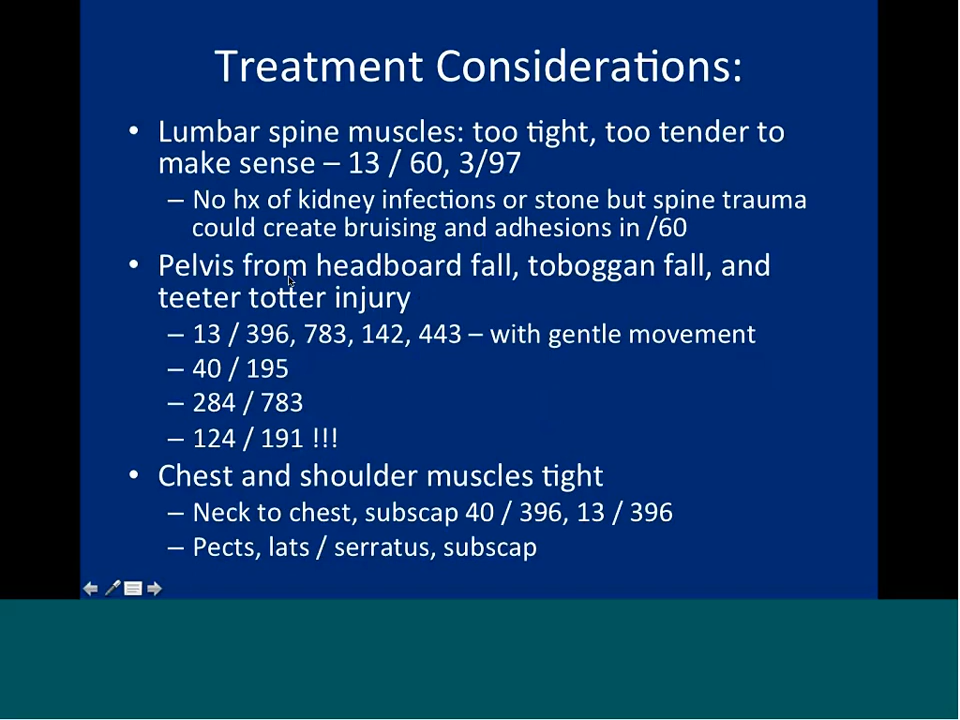 Treatment Considerations:
• Lumbar spine muscles: too tight, too tender to
make sense – 13 / 60, 3/97
– No hx of kidney infections or stone but spine trauma
could create bruising and adhesions in /60
• Pelvis from headboard fall, toboggan fall, and
teeter totter injury
– 13 / 396, 783, 142, 443 – with gentle movement
– 40 / 195
– 284 / 783
– 124 / 191 !!!
• Chest and shoulder muscles tight
– Neck to chest, subscap 40 / 396, 13 / 396
– Pects, lats / serratus, subscap